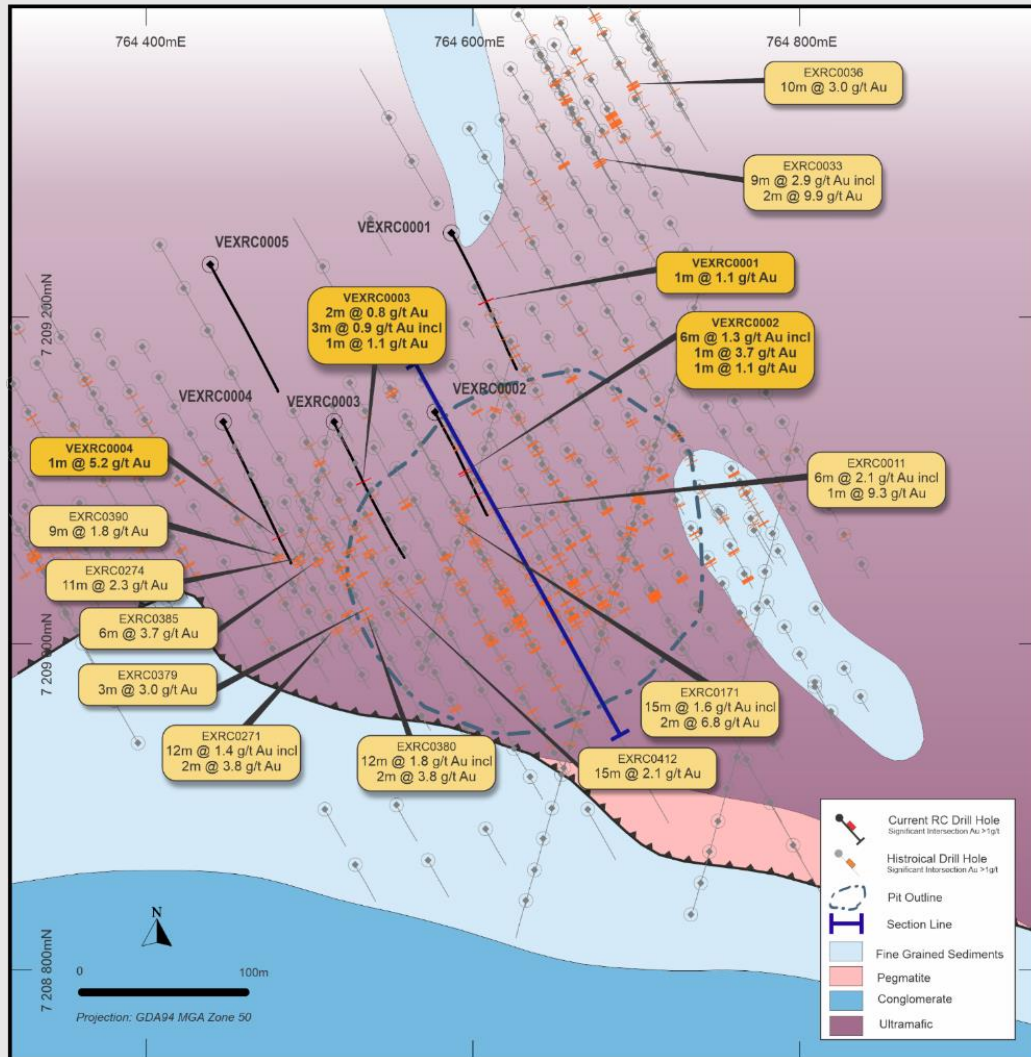 764 400mE
764 600mE
764 800mE
EXRC0036
10m @ 3.0 g/t Au
EXRC0033
9m @ 2.9 g/t Au incl
2m @ 9.9 g/t Au
VEXRC0001
VEXRC0005
VEXRC0001
1m @ 1.1 g/t Au
7 209 200mN
VEXRC0003
2m @ 0.8 g/t Au
3m @ 0.9 g/t Au incl
1m @ 1.1 g/t Au
VEXRC0002
6m @ 1.3 g/t Au incl
1m @ 3.7 g/t Au
1m @ 1.1 g/t Au
VEXRC0004
VEXRC0003
VEXRC0002
VEXRC0004
1m @ 5.2 g/t Au
EXRC0011
6m @ 2.1 g/t Au incl
1m @ 9.3 g/t Au
EXRC0390
9m @ 1.8 g/t Au
EXRC0274
11m @ 2.3 g/t Au
EXRC0385
6m @ 3.7 g/t Au
7 209 000mN
EXRC0379
3m @ 3.0 g/t Au
EXRC0171
15m @ 1.6 g/t Au incl
2m @ 6.8 g/t Au
EXRC0271
12m @ 1.4 g/t Au incl
2m @ 3.8 g/t Au
EXRC0380
12m @ 1.8 g/t Au incl
2m @ 3.8 g/t Au
EXRC0412
15m @ 2.1 g/t Au
Current RC Drill Hole
Significant Intersection Au >1g/t
Histroical Drill Hole
Significant Intersection Au >1g/t
Pit Outline
Section Line
Fine Grained Sediments
Pegmatite
Conglomerate
Ultramafic
7 208 800mN
N
0
100m
Projection: GDA94 MGA Zone 50